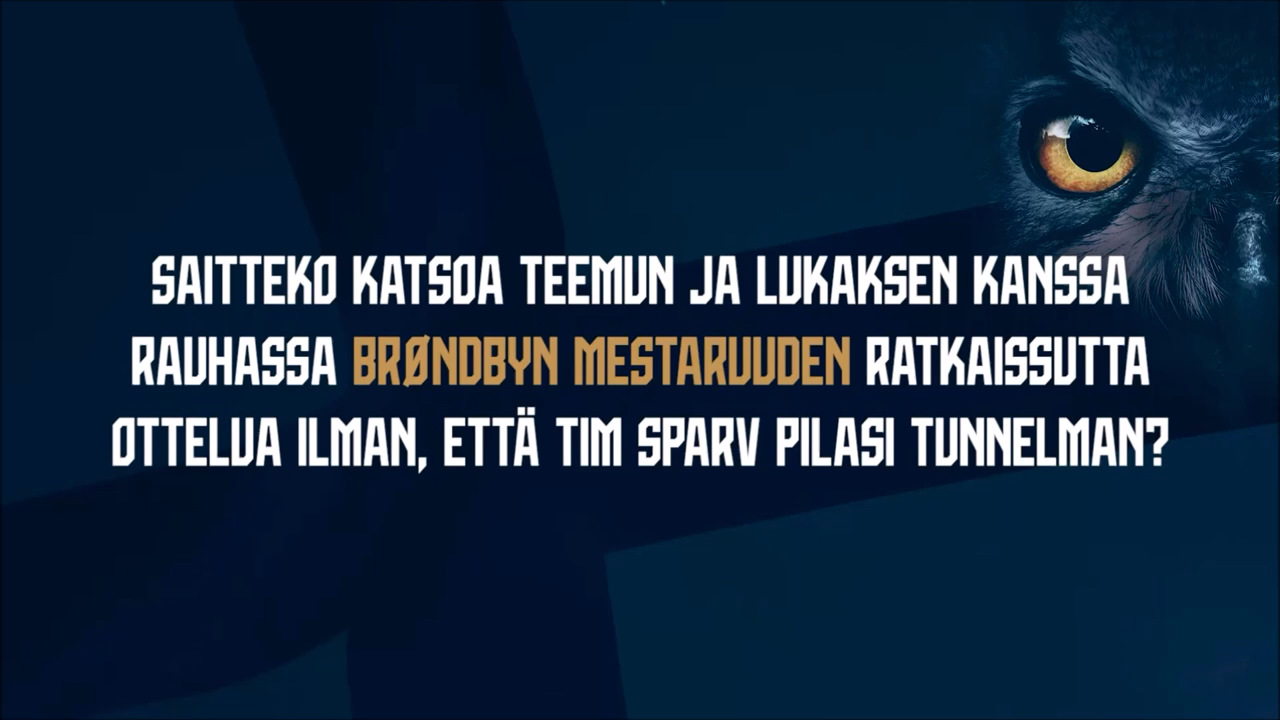 SAITTEKO KATSOA TEEMUN JA LUKAKSEN KANSSA
RAUHASSA BRØNDBYN MESTARUUDEN RATKAISSUTTA
OTTELUA ILMAN, ETTÄ TIM SPARV PILASI TUNNELMAN?